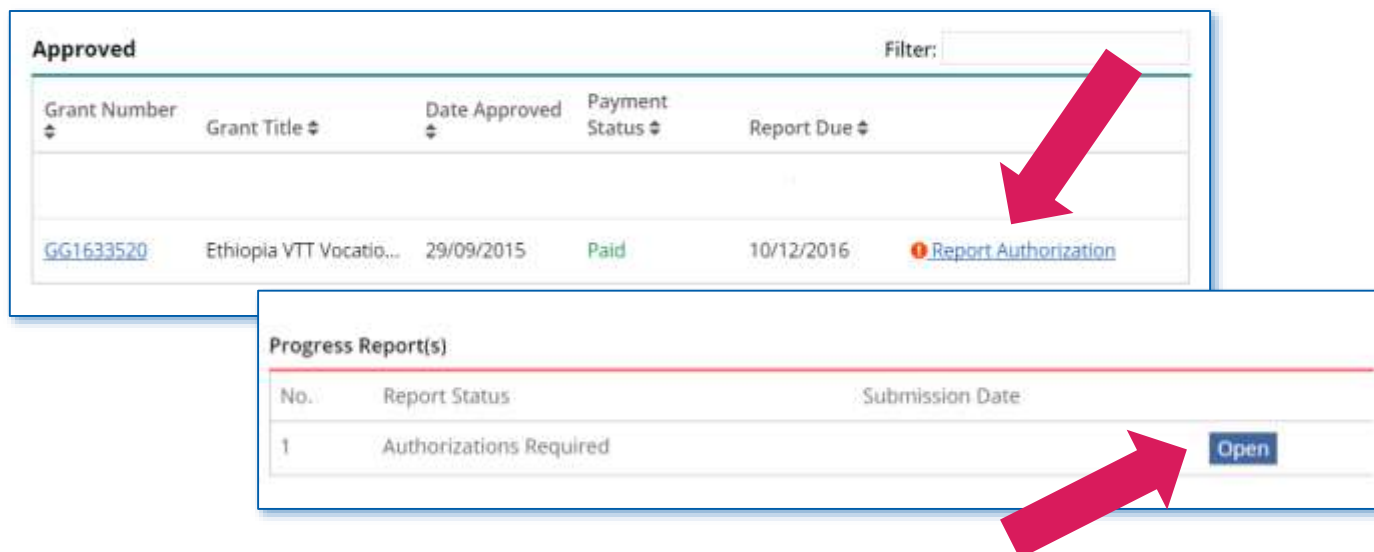 Approved Filter:
Grant Number Grant Title Date Approved Payment Status Report Due
GG1633520 Ethiopia VTT Vocatio... 29/09/2015 Paid 10/12/2016 Report Authorization
Progress Report(s)
No. Report Status Submission Date
1 Authorizations Required Open